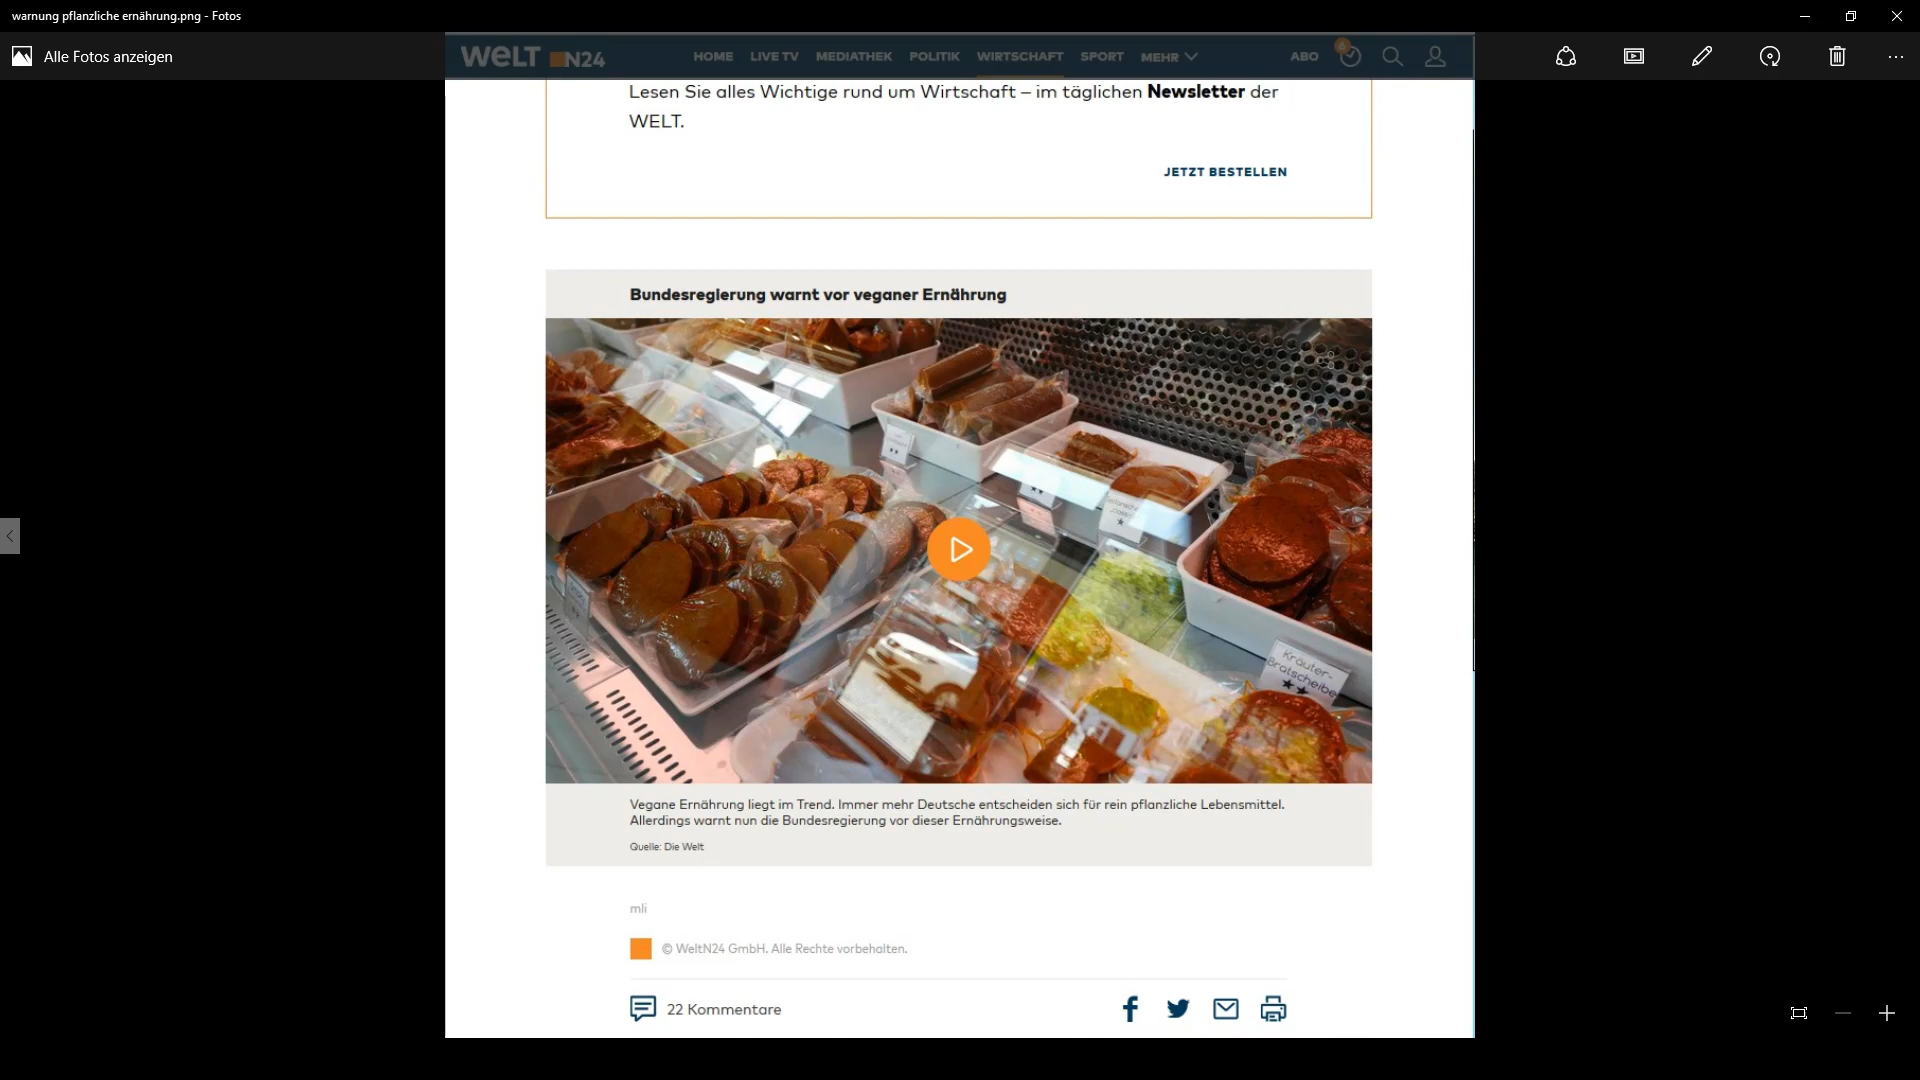 warnung pflanzliche ernährung.png - Fotos
Alle Fotos anzeigen
WELT N24 HOME LIVE TV MEDIATHEK POLITIK WIRTSCHAFT SPORT MEHR ABO 6
Lesen Sie alles Wichtige rund um Wirtschaft – im täglichen Newsletter der
WELT.
JETZT BESTELLEN
Bundesregierung warnt vor veganer Ernährung
Kräuter-
Bratscheibe
Vegane Ernährung liegt im Trend. Immer mehr Deutsche entscheiden sich für rein pflanzliche Lebensmittel.
Allerdings warnt nun die Bundesregierung vor dieser Ernährungsweise.
Quelle: Die Welt
mli
© WeltN24 GmbH. Alle Rechte vorbehalten.
22 Kommentare